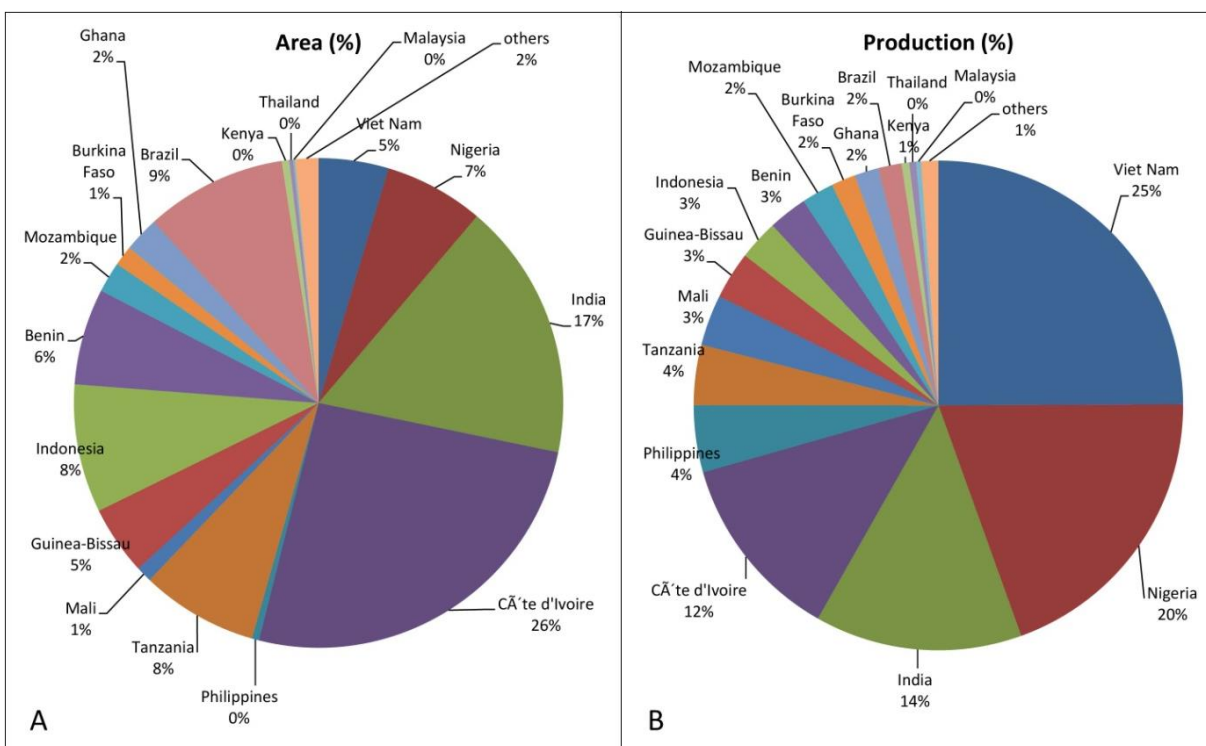 Area (%)
Ghana
2%
Malaysia
0%
others
2%
Thailand
0%
Kenya
0%
Viet Nam
5%
Nigeria
7%
Burkina
Faso
1%
Brazil
9%
Mozambique
2%
India
17%
Benin
6%
Indonesia
8%
Guinea-Bissau
5%
Mali
1%
Tanzania
8%
Philippines
0%
CÃ´te d'Ivoire
26%
A
Production (%)
Mozambique
2%
Burkina
Faso
2%
Ghana
2%
Brazil
2%
Thailand
0%
Kenya
1%
Malaysia
0%
others
1%
Viet Nam
25%
Indonesia
3%
Benin
3%
Guinea-Bissau
3%
Mali
3%
Tanzania
4%
Philippines
4%
CÃ´te d'Ivoire
12%
India
14%
Nigeria
20%
B